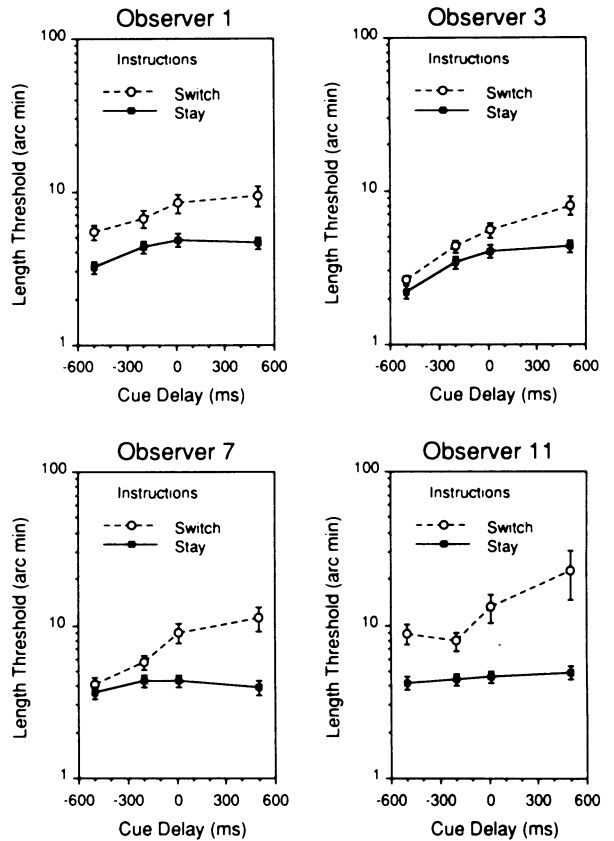 Observer 1
Length Threshold (arc min)
100
10
1
Instructions
Switch
Stay
-600 -300 0 300 600
Cue Delay (ms)
Observer 3
Length Threshold (arc min)
100
10
1
Instructions
Switch
Stay
-600 -300 0 300 600
Cue Delay (ms)
Observer 7
Length Threshold (arc min)
100
10
1
Instructions
Switch
Stay
-600 -300 0 300 600
Cue Delay (ms)
Observer 11
Length Threshold (arc min)
100
10
1
Instructions
Switch
Stay
-600 -300 0 300 600
Cue Delay (ms)